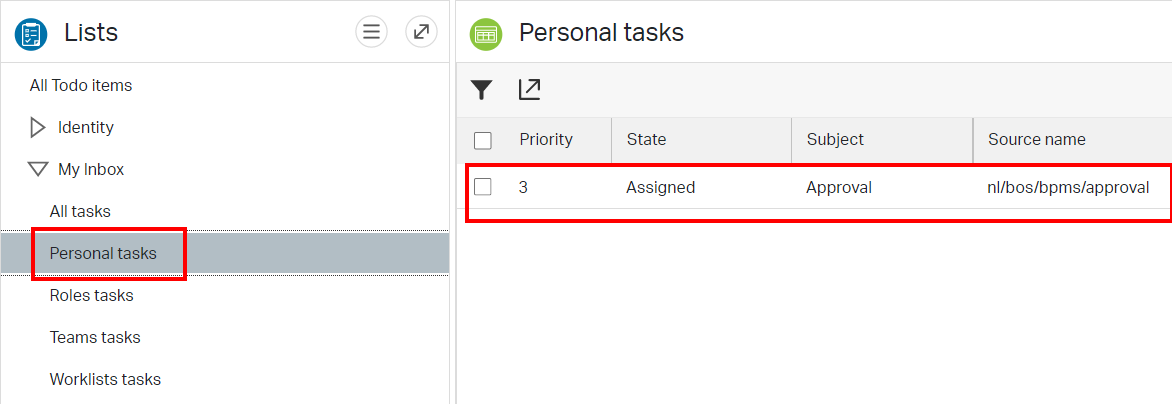 Lists
All Todo items
Identity
My Inbox
All tasks
Personal tasks
Roles tasks
Teams tasks
Worklists tasks
Personal tasks
Priority State Subject Source name
3 Assigned Approval nl/bos/bpms/approval